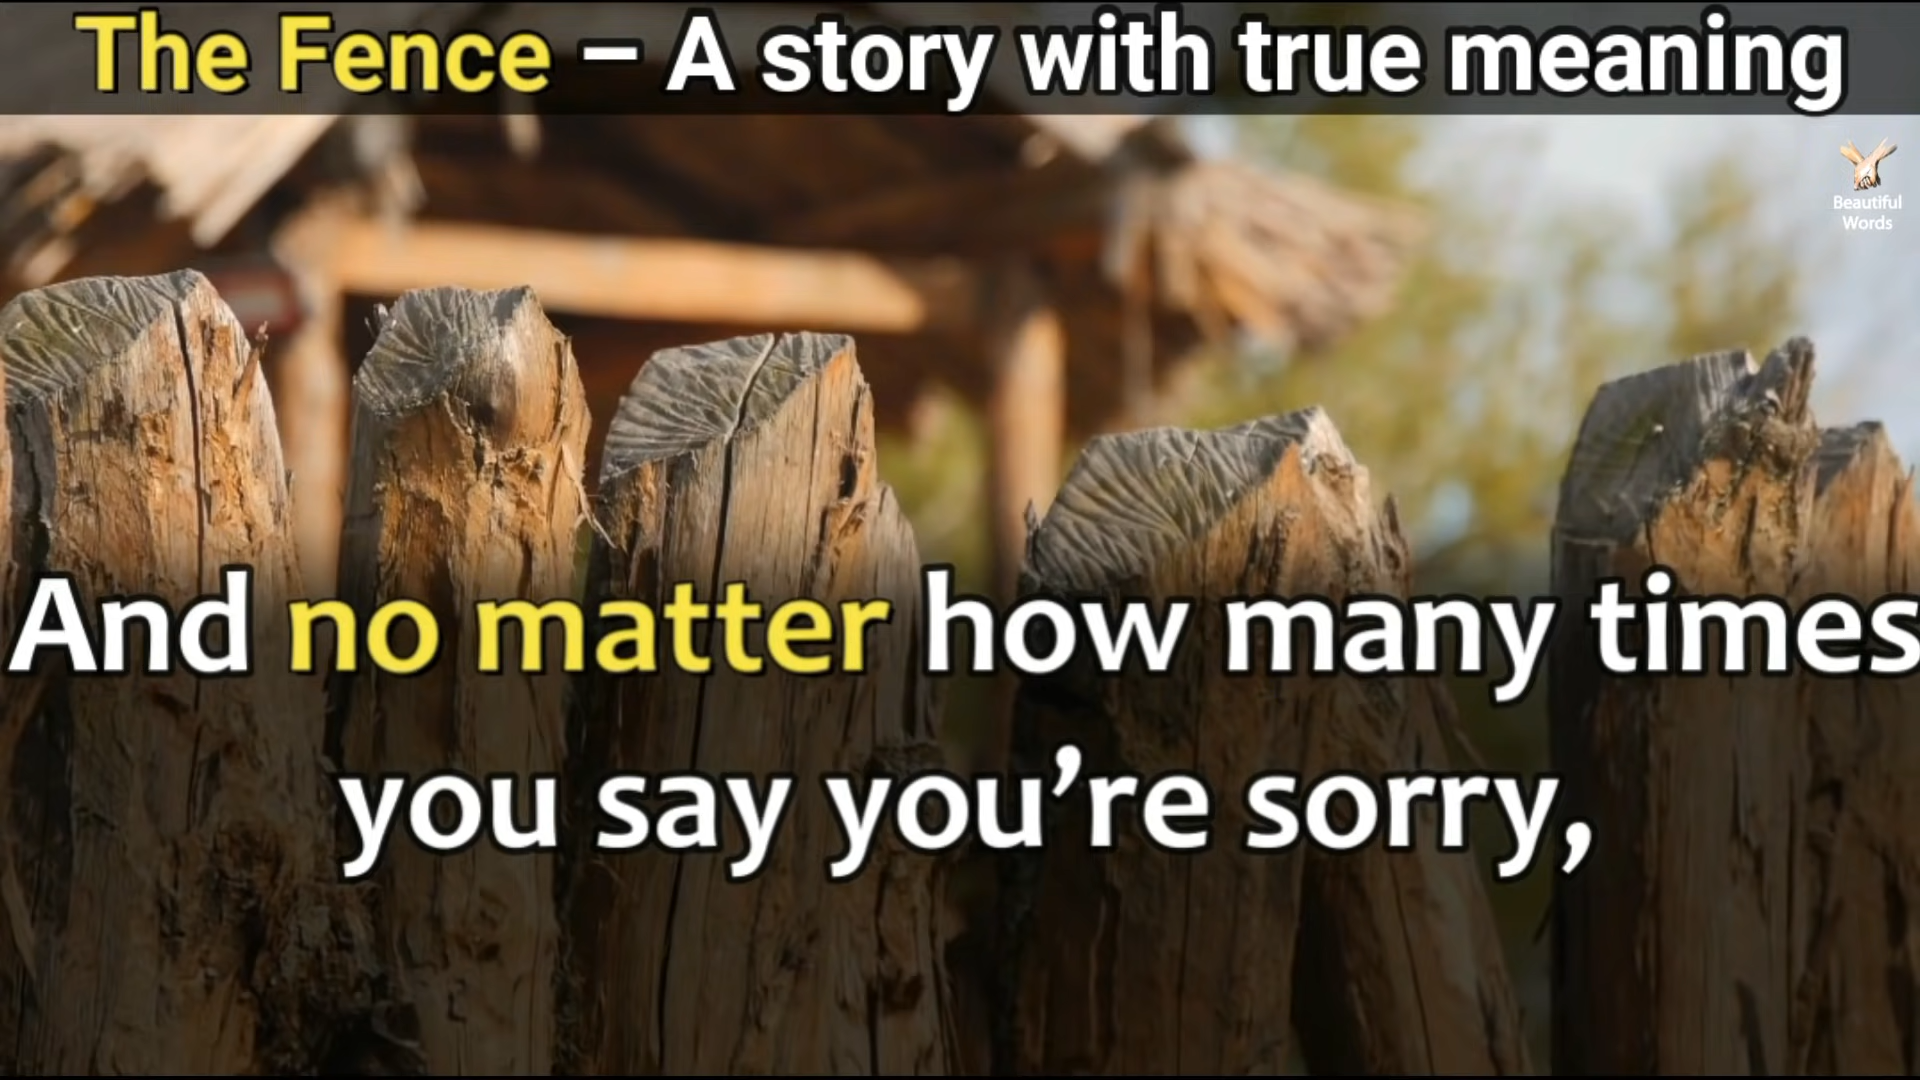 The Fence – A story with true meaning
Beautiful
Words
And no matter how many times
you say you’re sorry,